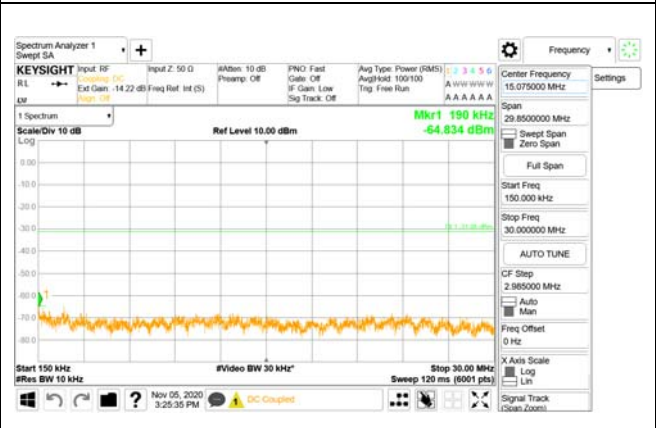 Spectrum Analyzer 1
Swept SA
Frequency
KEYSIGHT
RL
Input: RF
Coupling: DC
Ext Gain: -14.22 dB
Align: Off
Input Z: 50 Ω
Freq Ref: Int (S)
#Atten: 10 dB
Preamp: Off
PNO: Fast
Gate: Off
IF Gain: Low
Sig Track: Off
Avg Type: Power (RMS)
Avg|Hold: 100/100
Trig: Free Run
1 2 3 4 5 6
A W W W W W
A A A A A A
Center Frequency
15.075000 MHz
Settings
1 Spectrum
Mkr1 190 kHz
Scale/Div 10 dB
Ref Level 10.00 dBm
-64.834 dBm
Log
0.00
-10.0
-20.0
-30.0
-40.0
-50.0
-60.0
-70.0
-80.0
1
Start 150 kHz
#Video BW 30 kHz*
Stop 30.00 MHz
#Res BW 10 kHz
Sweep 120 ms (6001 pts)
Span
29.8500000 MHz
Swept Span
Zero Span
Full Span
Start Freq
150.000 kHz
Stop Freq
30.000000 MHz
AUTO TUNE
CF Step
2.985000 MHz
Auto
Man
Freq Offset
0 Hz
X Axis Scale
Log
Lin
Signal Track
(Span Zoom)
Nov 05, 2020
3:25:35 PM
DC Coupled